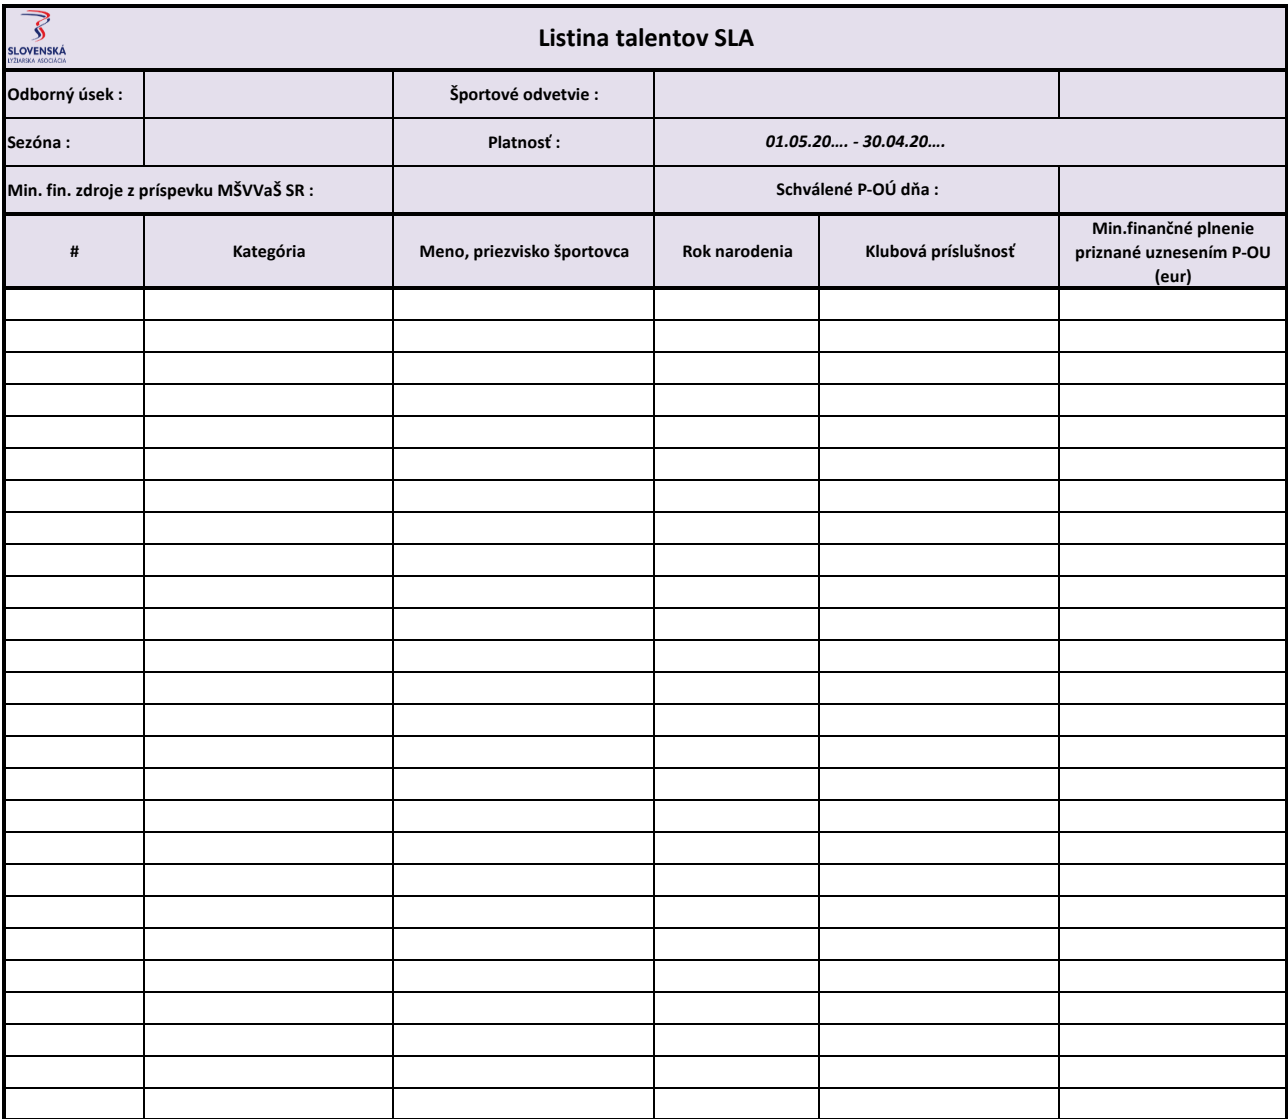 SLOVENSKÁ
LYŽIARSKA ASOCIÁCIA
Listina talentov SLA
Odborný úsek :
Športové odvetvie :
Sezóna :
Platnosť :
01.05.20…. - 30.04.20….
Min. fin. zdroje z príspevku MŠVVaŠ SR :
Schválené P-OÚ dňa :
#
Kategória
Meno, priezvisko športovca
Rok narodenia
Klubová príslušnosť
Min.finančné plnenie
priznané uznesením P-OU
(eur)